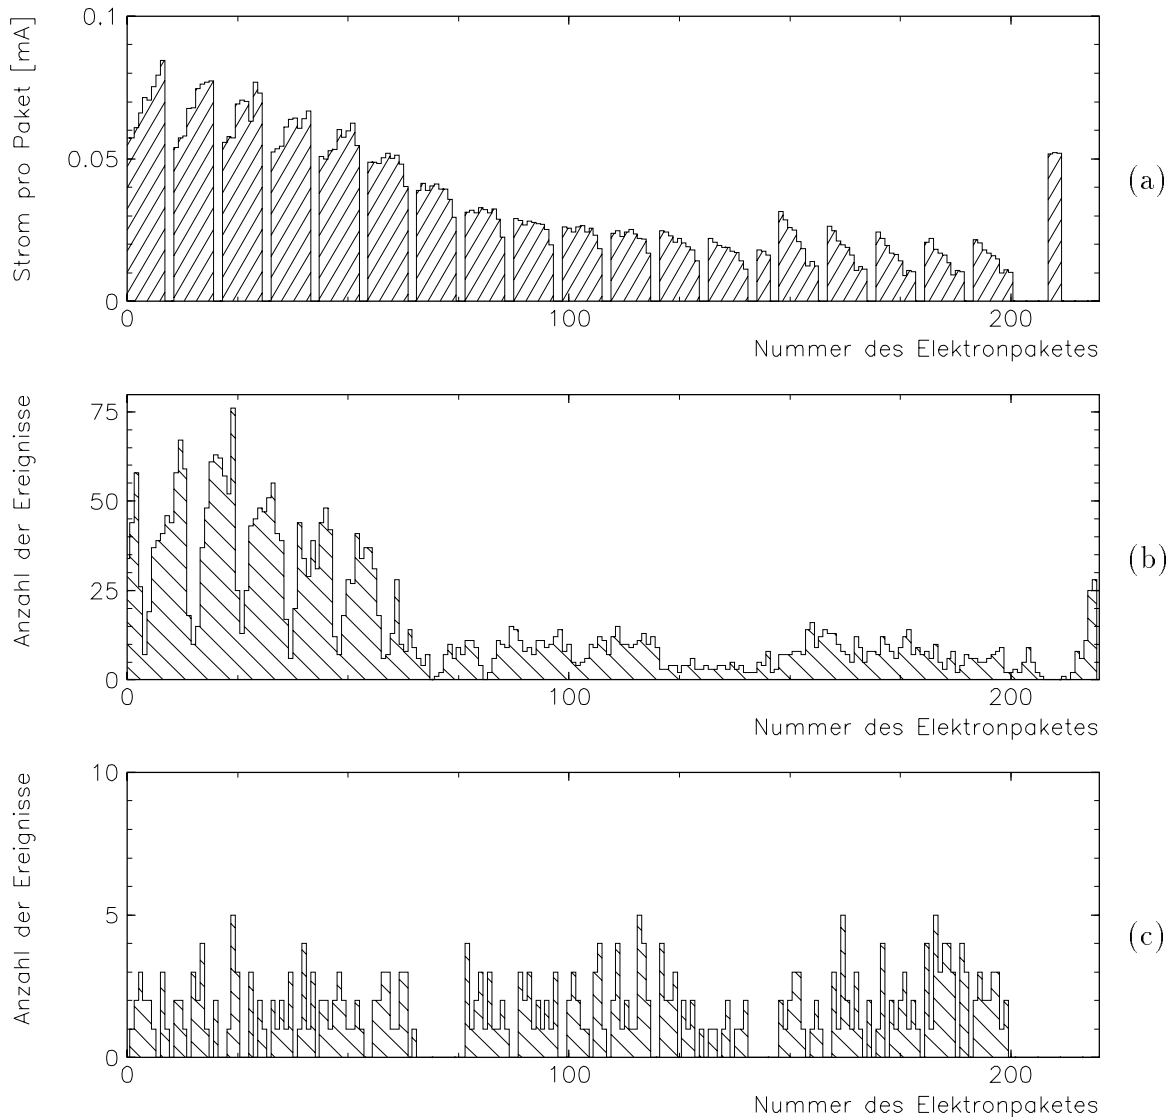 Strom pro Paket [mA]
0.1
0.05
0
0
100
200
Nummer des Elektronpaketes
(a)
Anzahl der Ereignisse
75
50
25
0
0
100
200
Nummer des Elektronpaketes
(b)
Anzahl der Ereignisse
10
5
0
0
100
200
Nummer des Elektronpaketes
(c)